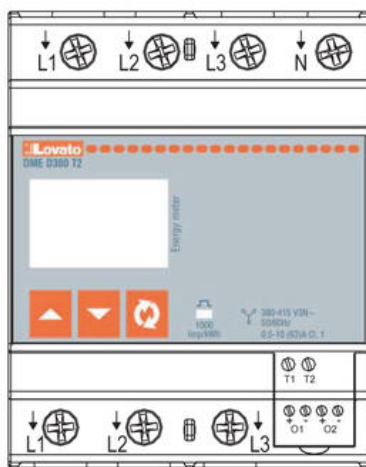 L1 L2 L3 N
Lovato
DME D300 T2
Energy meter
1000
imp/kWh
380-415 V3N~
50/60Hz
0,5-10 (63)A Cl. 1
T1 T2
+ - + -
O1 O2
L1 L2 L3